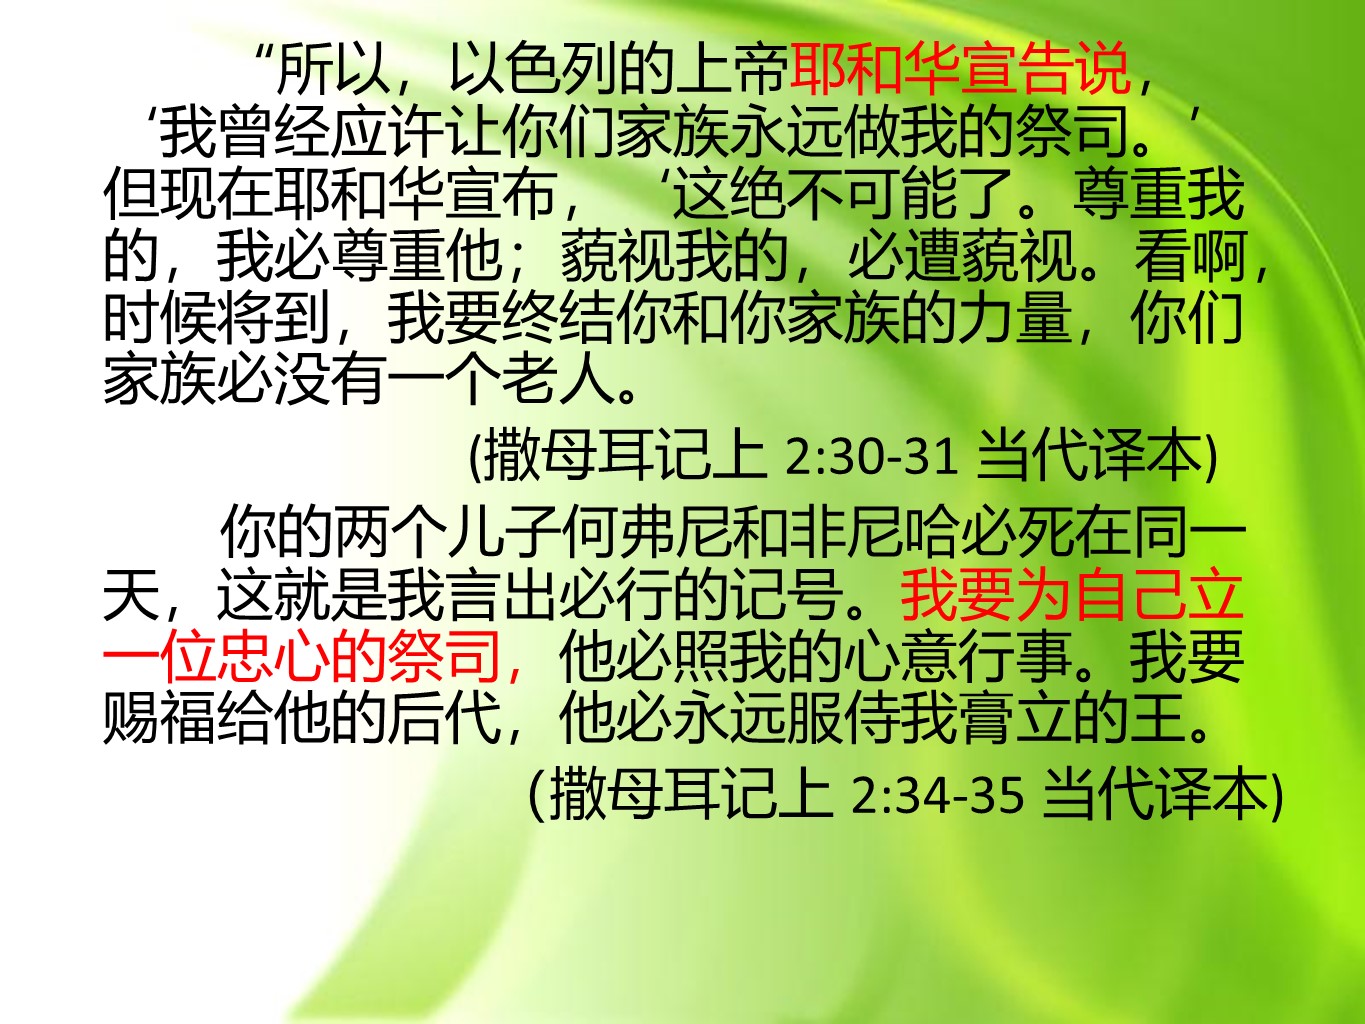 “所以，以色列的上帝耶和华宣告说，
‘我曾经应许让你们家族永远做我的祭司。’
但现在耶和华宣布，‘这绝不可能了。尊重我
的，我必尊重他；藐视我的，必遭藐视。看啊，
时候将到，我要终结你和你家族的力量，你们
家族必没有一个老人。
(撒母耳记上 2:30-31 当代译本)
你的两个儿子何弗尼和非尼哈必死在同一
天，这就是我言出必行的记号。我要为自己立
一位忠心的祭司，他必照我的心意行事。我要
赐福给他的后代，他必永远服侍我膏立的王。
（撒母耳记上 2:34-35 当代译本)